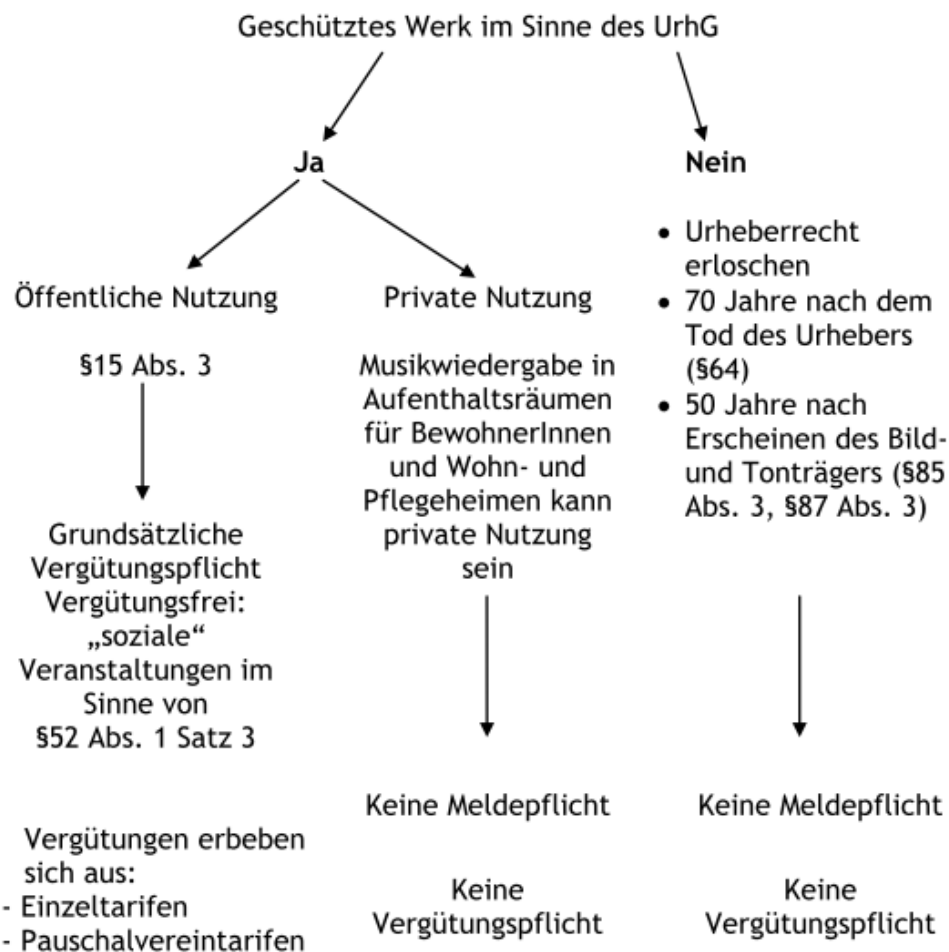 Geschütztes Werk im Sinne des UrhG
Ja
Nein
Öffentliche Nutzung
§15 Abs. 3
Grundsätzliche
Vergütungspflicht
Vergütungsfrei:
„soziale“
Veranstaltungen im
Sinne von
§52 Abs. 1 Satz 3
Vergütungen erbeben
sich aus:
- Einzeltarifen
- Pauschalvereintarifen
Private Nutzung
Musikwiedergabe in
Aufenthaltsräumen
für BewohnerInnen
und Wohn- und
Pflegeheimen kann
private Nutzung
sein
Keine Meldepflicht
Keine
Vergütungspflicht
• Urheberrecht
erloschen
• 70 Jahre nach dem
Tod des Urhebers
(§64)
• 50 Jahre nach
Erscheinen des Bild-
und Tonträgers (§85
Abs. 3, §87 Abs. 3)
Keine Meldepflicht
Keine
Vergütungspflicht